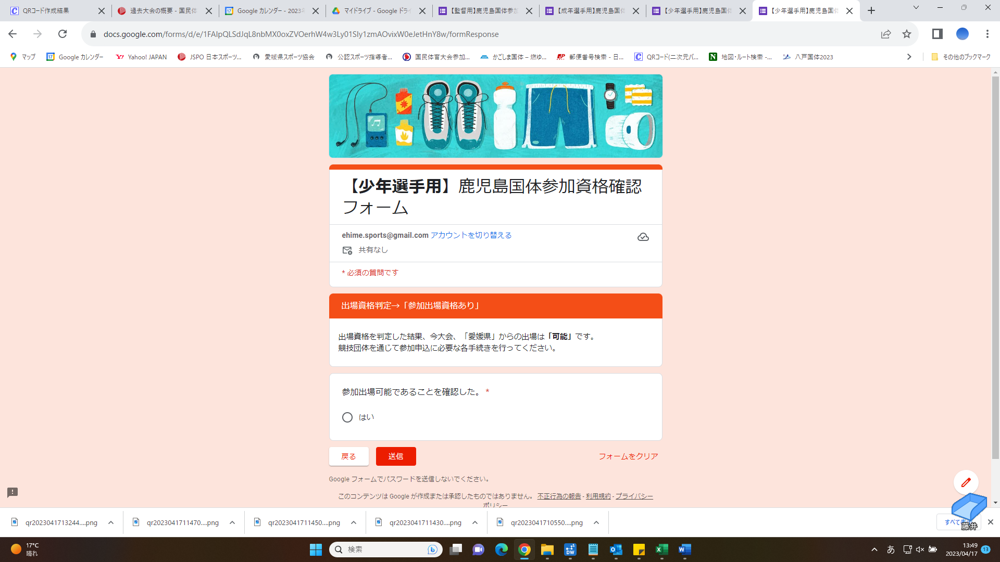 QRコード作成結果
過去大会の概要 - 国民体
Google カレンダー - 2023年
マイドライブ - Google ドライ
【監督用】鹿児島国体参加
【成年選手用】鹿児島国体
【少年選手用】鹿児島国体
【少年選手用】鹿児島国体
docs.google.com/forms/d/e/1FAIpQLSdJqL8nbMX0oxZVOerhW4w3Ly01Sly1zmAOvixW0eJetHnY8w/formResponse
マップ
Google カレンダー
Yahoo! JAPAN
JSPO 日本スポーツ...
愛媛県スポーツ協会
公認スポーツ指導者...
国民体育大会参加...
かごしま国体 – 燃ゆ...
郵便番号検索 - 日...
QRコード(二次元バ...
地図・ルート検索 -...
八戸国体2023
その他のブックマーク
【少年選手用】鹿児島国体参加資格確認
フォーム
ehime.sports@gmail.com アカウントを切り替える
共有なし
* 必須の質問です
出場資格判定→「参加出場資格あり」
出場資格を判定した結果、今大会、「愛媛県」からの出場は「可能」です。
競技団体を通じて参加申込に必要な各手続きを行ってください。
参加出場可能であることを確認した。 *
はい
戻る
送信
フォームをクリア
Google フォームでパスワードを送信しないでください。
このコンテンツは Google が作成または承認したものではありません。 不正行為の報告 - 利用規約 - プライバシー
ポリシー
qr2023041713244....png
qr2023041711470....png
qr2023041711450....png
qr2023041711430....png
qr2023041710550....png
すべて表
藤井
17°C
晴れ
検索
あ
13:49
2023/04/17
13